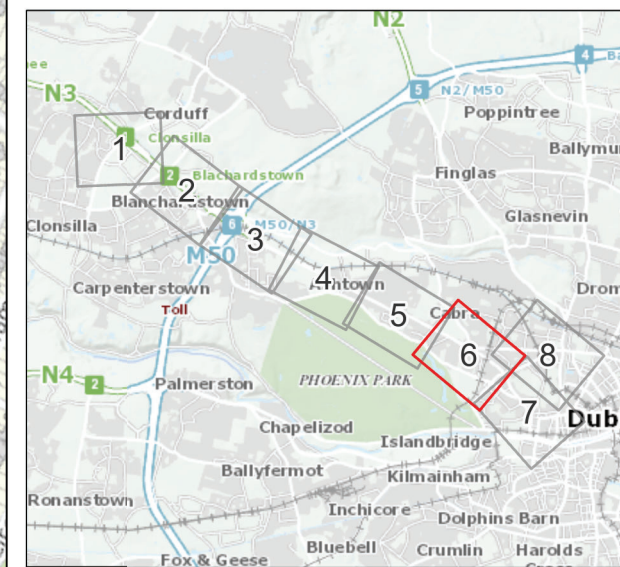 N2
4
5
N2/M50
N3
Corduff
Poppintree
1
Clonsilla
Ballymu
2
Blachardstown
Finglas
2
Blanchardstown
Glasnevin
Clonsilla
6
M50/N3
3
M50
4
Ashtown
Carpenterstown
Drom
Toll
5
Cabra
6
8
N4
2
Palmerston
PHOENIX PARK
7
Chapelizod
Dub
Islandbridge
Ballyfermot
Kilmainham
Ronanstown
Inchicore
Dolphins Barn
Bluebell
Crumlin
Harolds
Fox & Geese